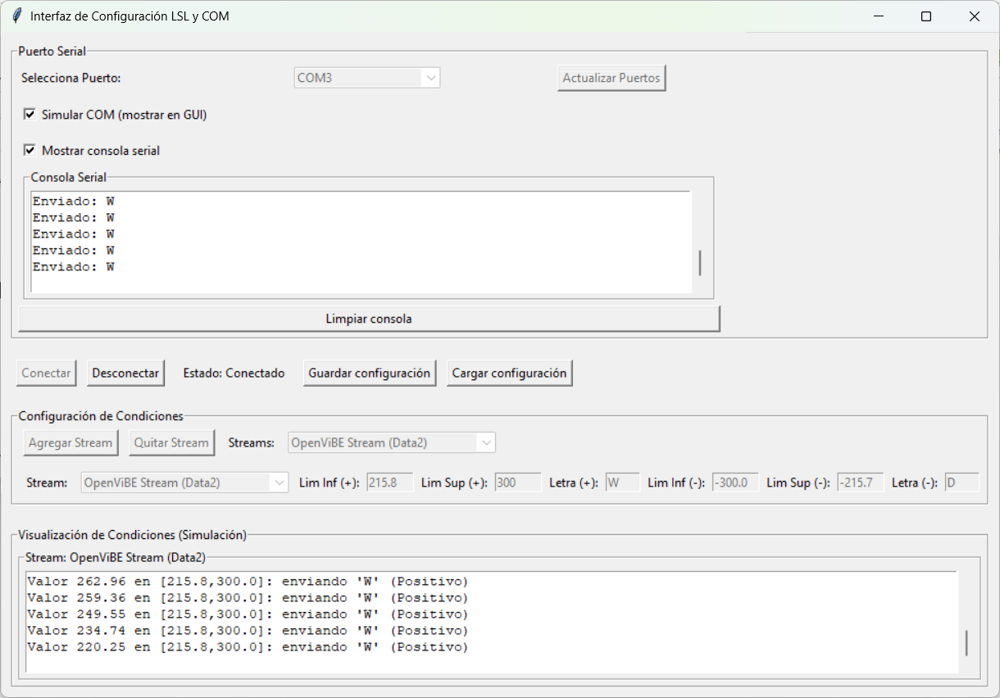 Interfaz de Configuración LSL y COM
Puerto Serial
Selecciona Puerto: COM3 Actualizar Puertos
Simular COM (mostrar en GUI)
Mostrar consola serial
Consola Serial
Enviado: W
Enviado: W
Enviado: W
Enviado: W
Enviado: W
Limpiar consola
Conectar Desconectar Estado: Conectado Guardar configuración Cargar configuración
Configuración de Condiciones
Agregar Stream Quitar Stream Streams: OpenViBE Stream (Data2)
Stream: OpenViBE Stream (Data2) Lim Inf (+): 215.8 Lim Sup (+): 300 Letra (+): W Lim Inf (-): -300.0 Lim Sup (-): -215.7 Letra (-): D
Visualización de Condiciones (Simulación)
Stream: OpenViBE Stream (Data2)
Valor 262.96 en [215.8,300.0]: enviando 'W' (Positivo)
Valor 259.36 en [215.8,300.0]: enviando 'W' (Positivo)
Valor 249.55 en [215.8,300.0]: enviando 'W' (Positivo)
Valor 234.74 en [215.8,300.0]: enviando 'W' (Positivo)
Valor 220.25 en [215.8,300.0]: enviando 'W' (Positivo)